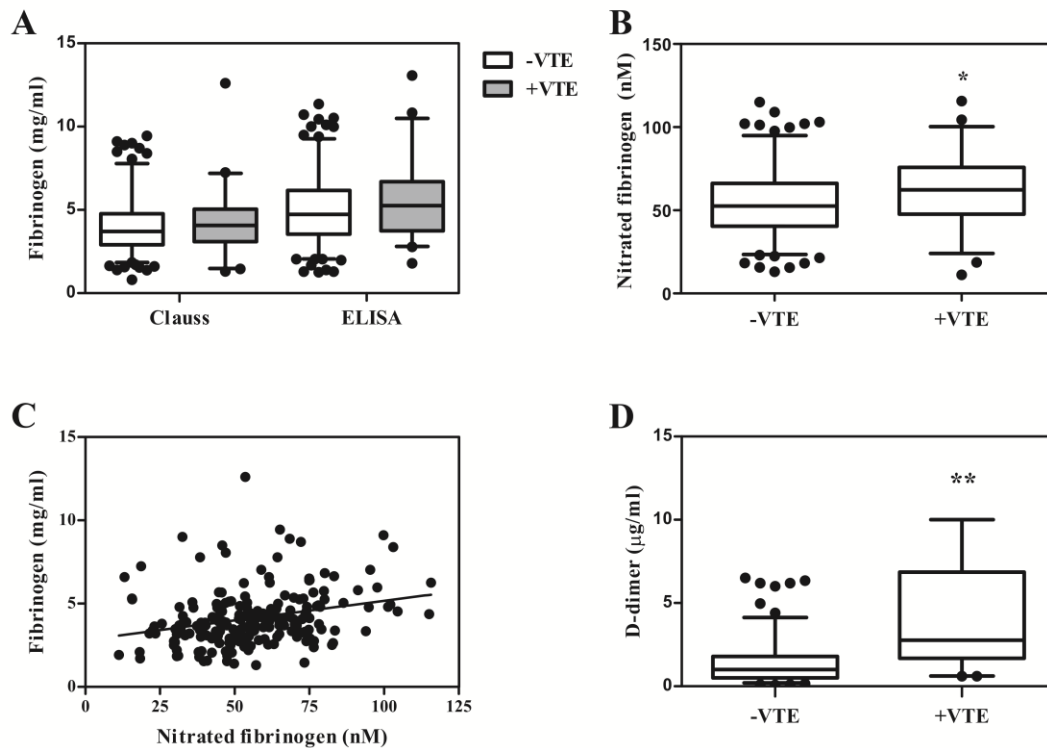 A
Fibrinogen (mg/ml)
15
10
5
0
Clauss
ELISA
-VTE
+VTE
B
Nitrated fibrinogen (nM)
150
100
50
0
*
-VTE
+VTE
C
Fibrinogen (mg/ml)
15
10
5
0
0
25
50
75
100
125
Nitrated fibrinogen (nM)
D
D-dimer (μg/ml)
15
10
5
0
**
-VTE
+VTE